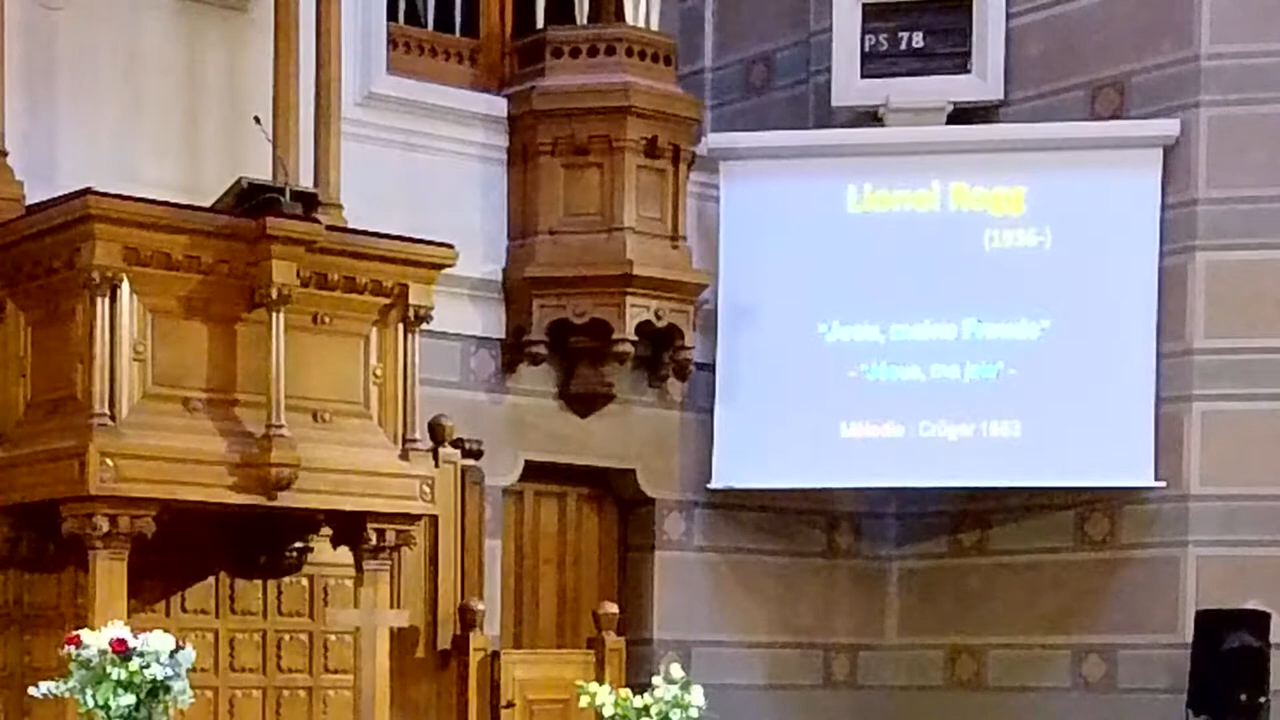 PS 78
Lionel Rogg
(1936-)
"Jesu, meine Freude"
- "Jésus, ma joie" -
Mélodie : Crüger 1653